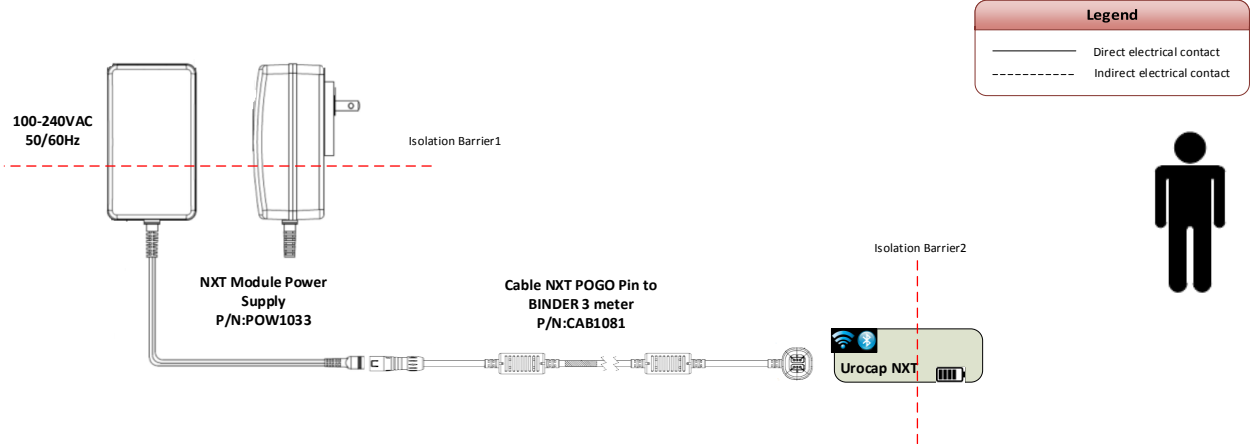 Legend
Direct electrical contact
Indirect electrical contact
100-240VAC
50/60Hz
Isolation Barrier1
Isolation Barrier2
NXT Module Power
Supply
P/N:POW1033
Cable NXT POGO Pin to
BINDER 3 meter
P/N:CAB1081
Urocap NXT